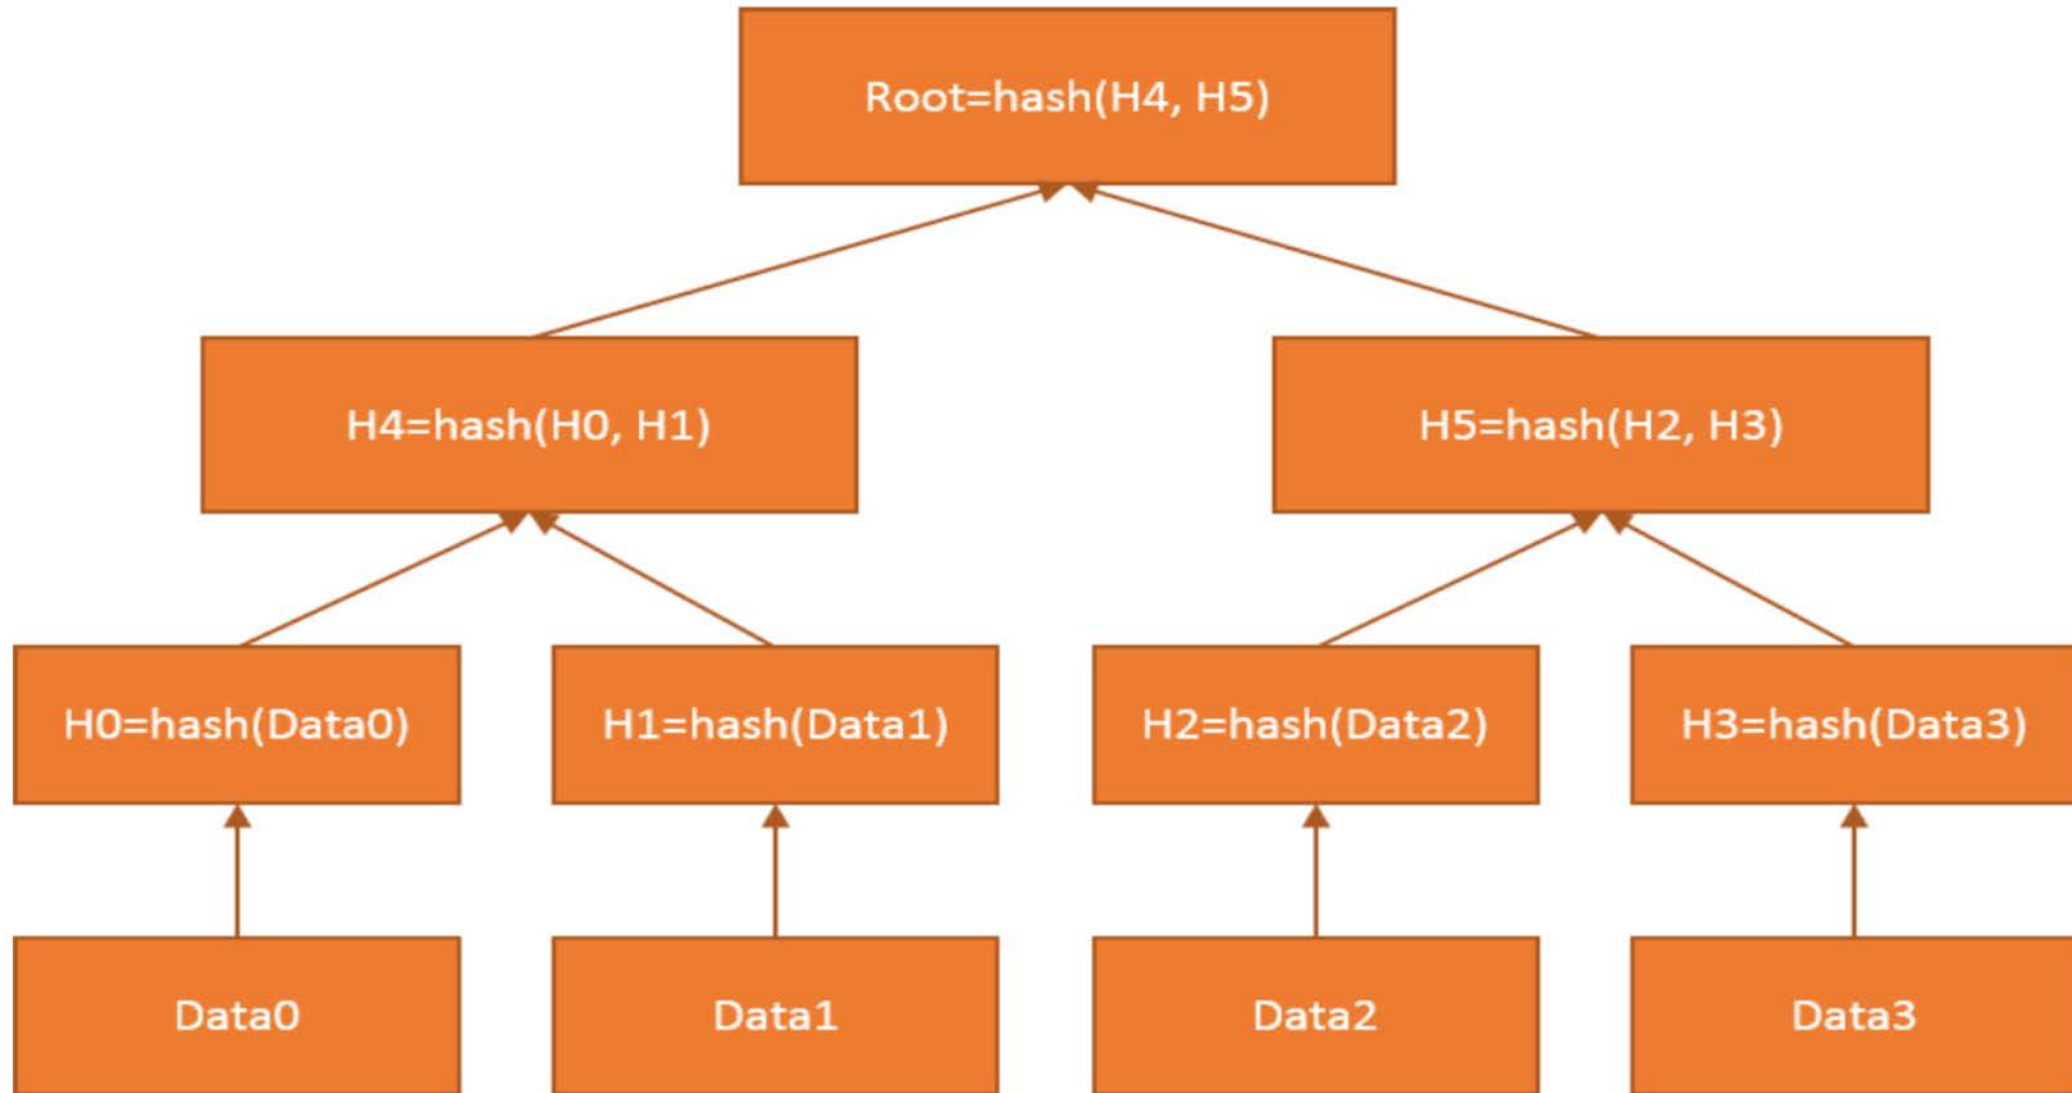 Root=hash(H4, H5)
H4=hash(H0, H1)
H5=hash(H2, H3)
H0=hash(Data0)
H1=hash(Data1)
H2=hash(Data2)
H3=hash(Data3)
Data0
Data1
Data2
Data3